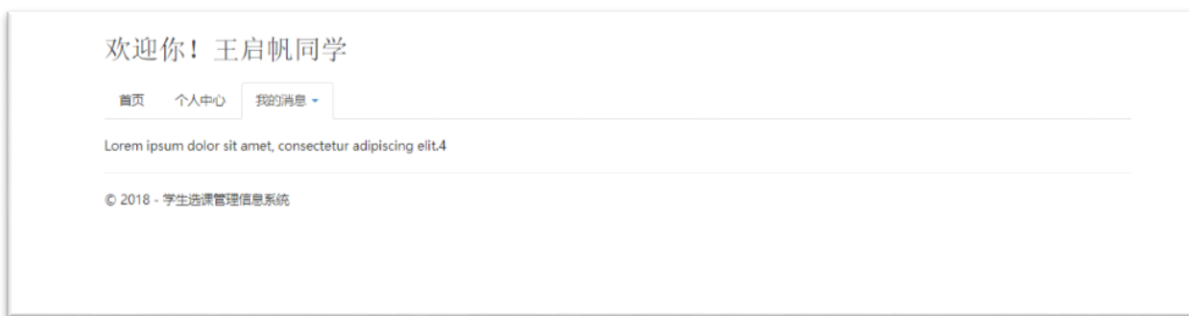 欢迎你！王启帆同学
首页 个人中心 我的消息
Lorem ipsum dolor sit amet, consectetur adipiscing elit.4
© 2018 - 学生选课管理信息系统